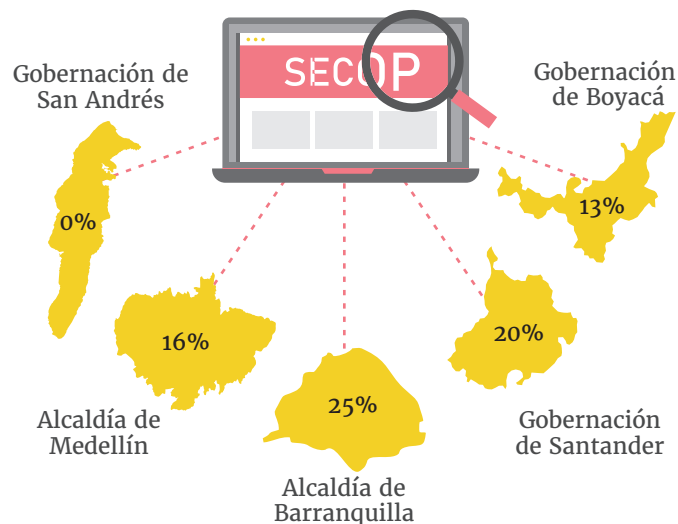 SECOP
Gobernación de
San Andrés
0%
Gobernación
de Boyacá
13%
16%
Alcaldía de
Medellín
25%
Alcaldía de
Barranquilla
20%
Gobernación
de Santander